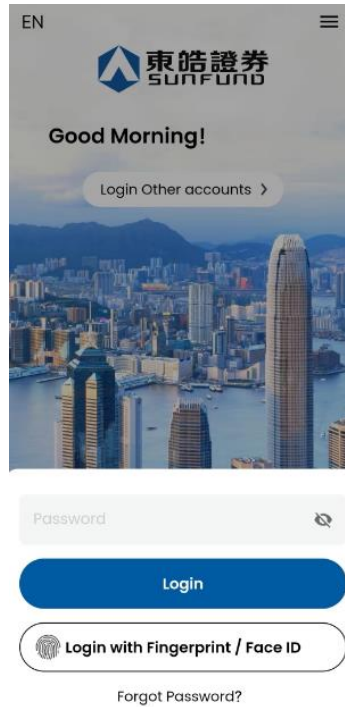 EN
東皓證券
SUNFUND
Good Morning!
Login Other accounts >
Password
Login
Login with Fingerprint / Face ID
Forgot Password?